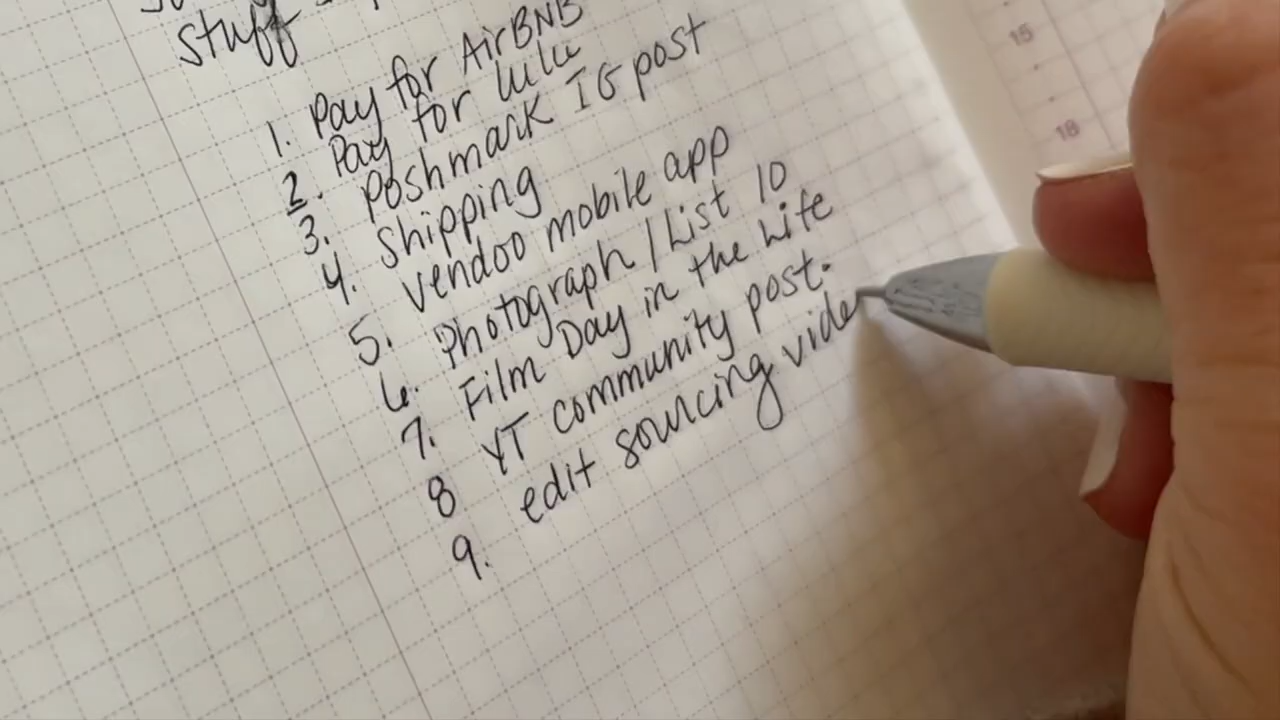 stuff
1. Pay for AirBNB
2. Pay for lulu
3. Poshmark IG post
4. Shipping
5. Vendoo mobile app
6. Photograph / List 10
7. Film Day in the Life
8 YT community post.
9. edit sourcing vide
15
18